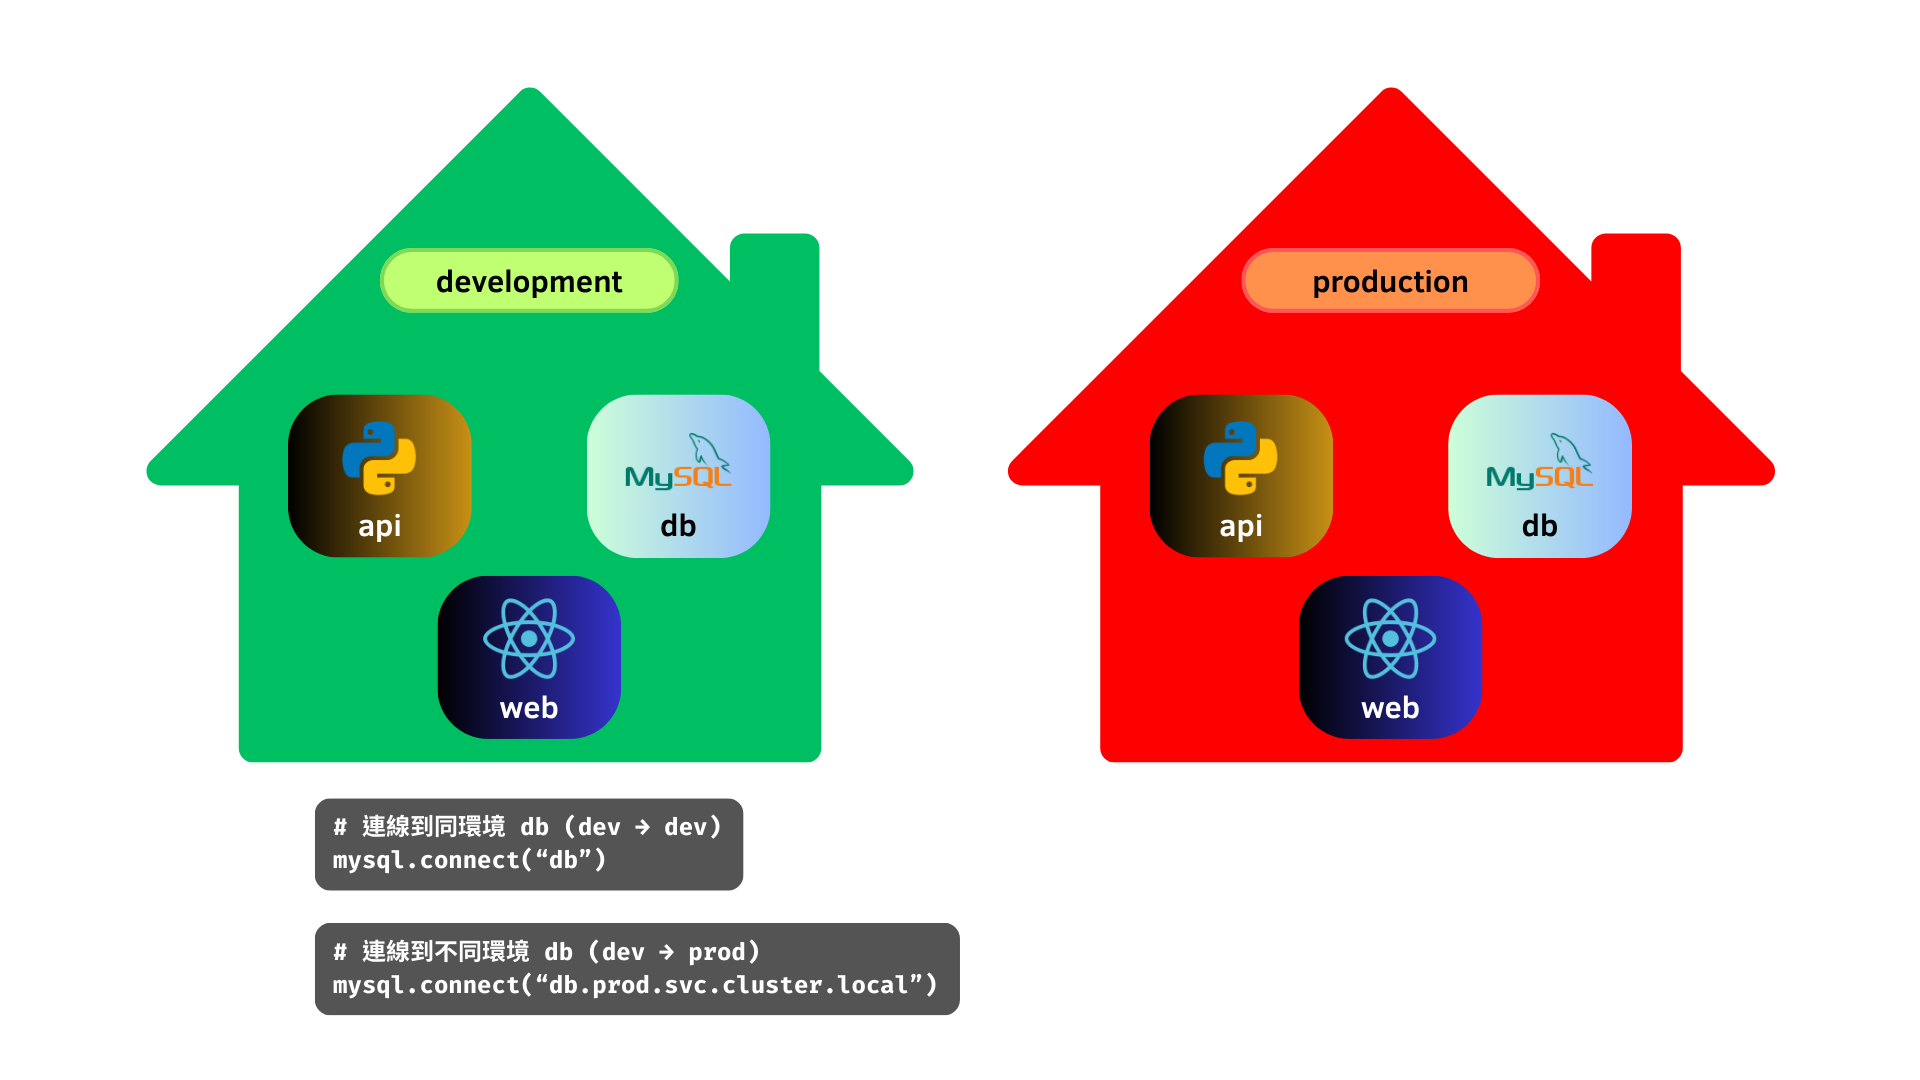 development
production
api
MySQL
db
web
api
MySQL
db
web
# 連線到同環境 db (dev → dev)
mysql.connect(“db”)
# 連線到不同環境 db (dev → prod)
mysql.connect(“db.prod.svc.cluster.local”)